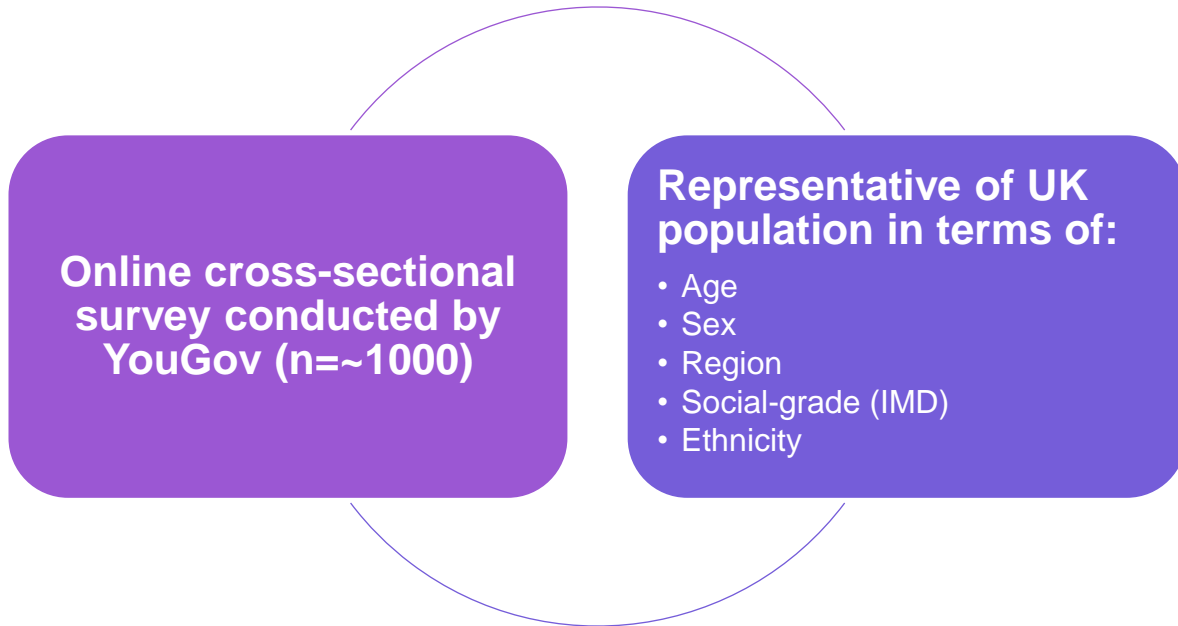 Online cross-sectional
survey conducted by
YouGov (n=~1000)
Representative of UK
population in terms of:
• Age
• Sex
• Region
• Social-grade (IMD)
• Ethnicity